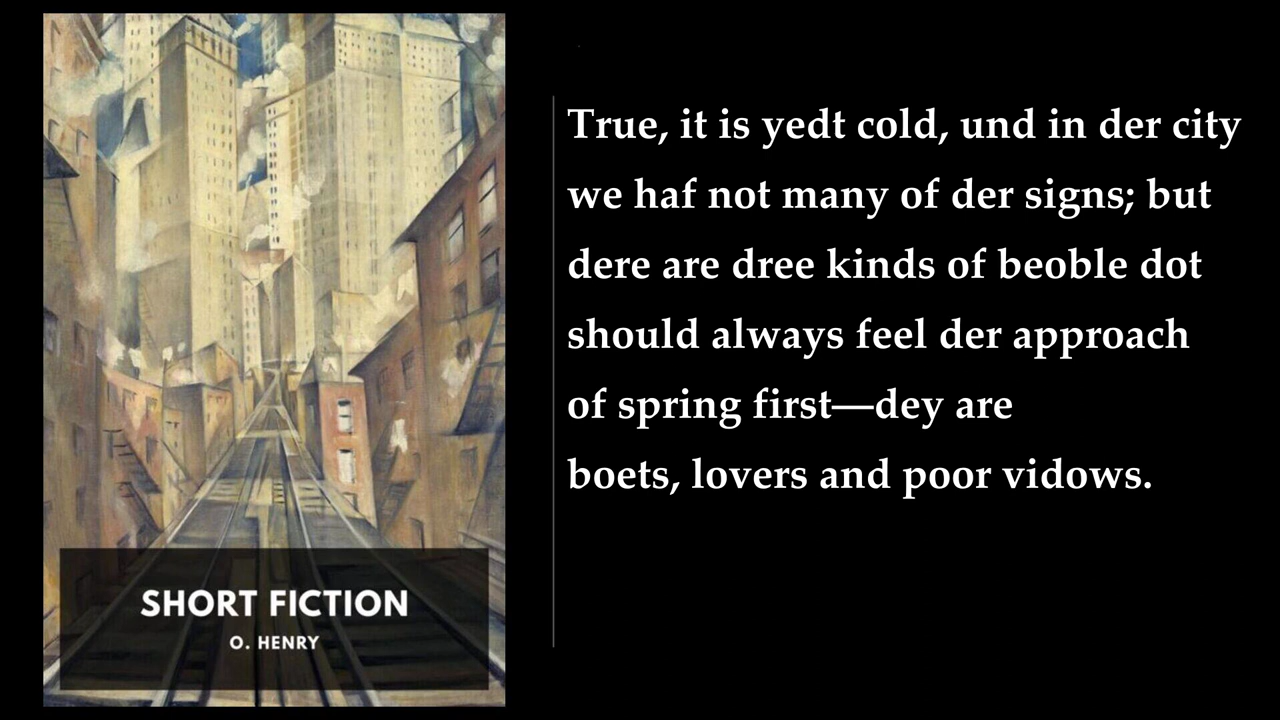 True, it is yedt cold, und in der city
we haf not many of der signs; but
dere are dree kinds of beoble dot
should always feel der approach
of spring first—dey are
boets, lovers and poor vidows.
SHORT FICTION
O. HENRY